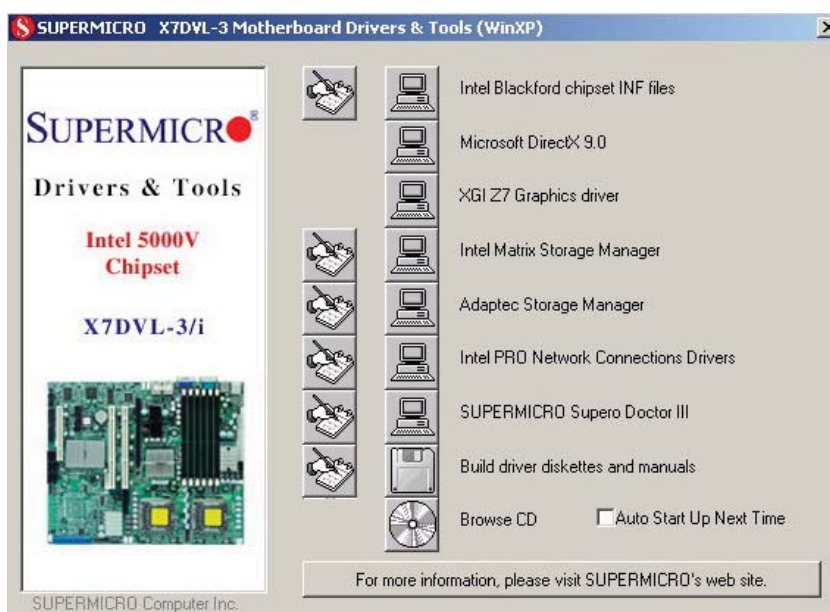 SUPERMICRO X7DVL-3 Motherboard Drivers & Tools (WinXP)
SUPERMICRO®
Drivers & Tools
Intel 5000V
Chipset
X7DVL-3/i
SUPERMICRO Computer Inc.
Intel Blackford chipset INF files
Microsoft DirectX 9.0
XGI Z7 Graphics driver
Intel Matrix Storage Manager
Adaptec Storage Manager
Intel PRO Network Connections Drivers
SUPERMICRO Supero Doctor III
Build driver diskettes and manuals
Browse CD
Auto Start Up Next Time
For more information, please visit SUPERMICRO's web site.